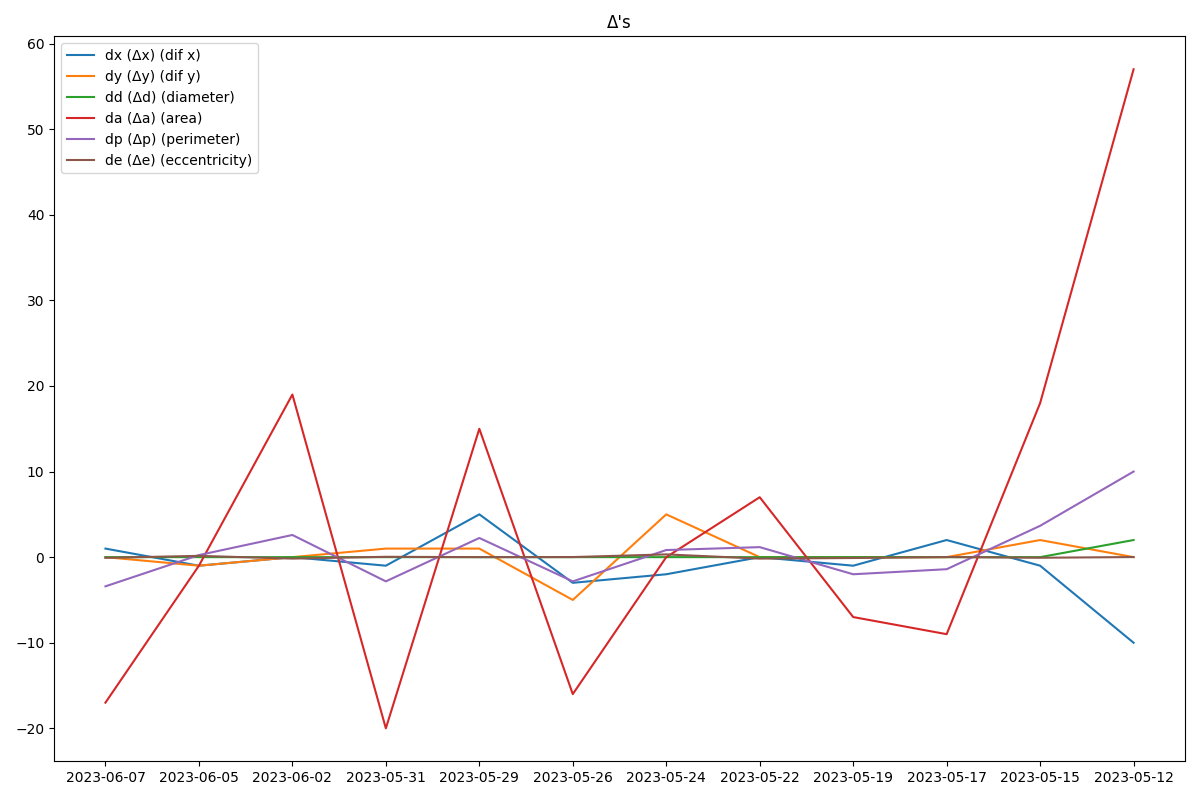 Δ's
dx (Δx) (dif x)
dy (Δy) (dif y)
dd (Δd) (diameter)
da (Δa) (area)
dp (Δp) (perimeter)
de (Δe) (eccentricity)
60
50
40
30
20
10
0
−10
−20
2023-06-07 2023-06-05 2023-06-02 2023-05-31 2023-05-29 2023-05-26 2023-05-24 2023-05-22 2023-05-19 2023-05-17 2023-05-15 2023-05-12